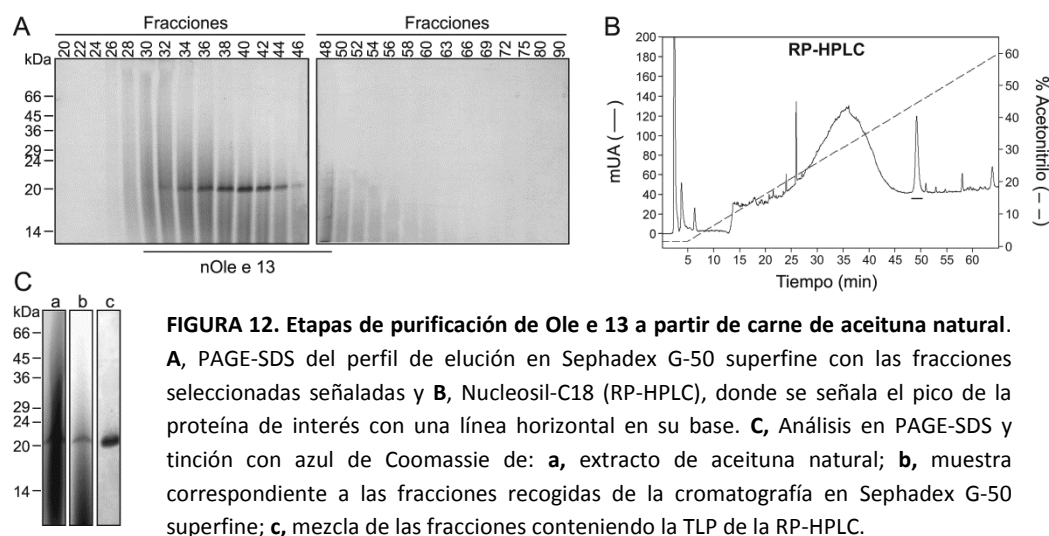 A
Fracciones
Fracciones
20 22 24 26 28 30 32 34 36 38 40 42 44 46
48 50 52 54 56 58 60 63 66 69 72 75 80 90
kDa
66
45
36
29
24
20
14
nOle e 13
B
RP-HPLC
mUA ( — )
200
180
160
140
120
100
80
60
40
20
0
60
50
40
30
20
10
0
% Acetonitrilo ( – – )
5 10 15 20 25 30 35 40 45 50 55 60
Tiempo (min)
C
a b c
kDa
66
45
36
29
24
20
14
FIGURA 12. Etapas de purificación de Ole e 13 a partir de carne de aceituna natural.
A, PAGE-SDS del perfil de elución en Sephadex G-50 superfine con las fracciones
seleccionadas señaladas y B, Nucleosil-C18 (RP-HPLC), donde se señala el pico de la
proteína de interés con una línea horizontal en su base. C, Análisis en PAGE-SDS y
tinción con azul de Coomassie de: a, extracto de aceituna natural; b, muestra
correspondiente a las fracciones recogidas de la cromatografía en Sephadex G-50
superfine; c, mezcla de las fracciones conteniendo la TLP de la RP-HPLC.